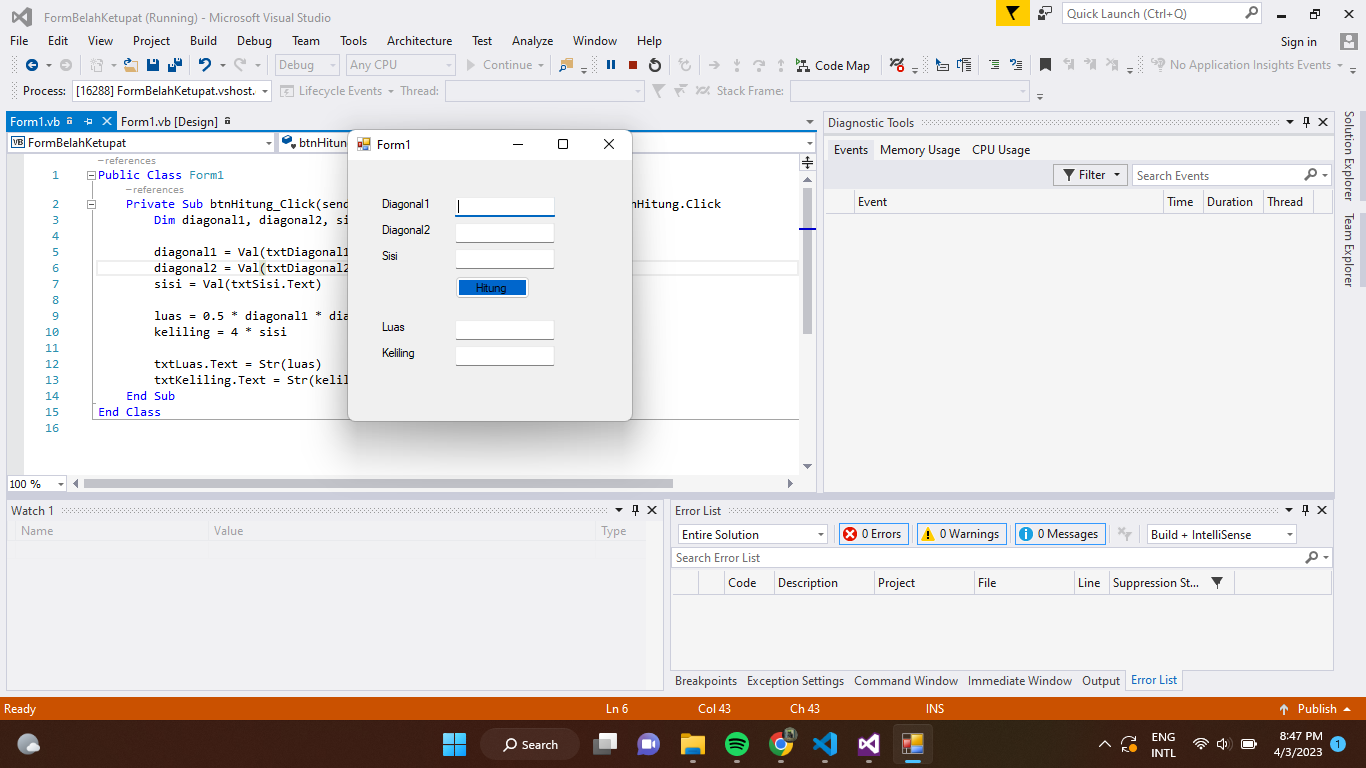 FormBelahKetupat (Running) - Microsoft Visual Studio
Quick Launch (Ctrl+Q)
File Edit View Project Build Debug Team Tools Architecture Test Analyze Window Help
Sign in
Debug Any CPU Continue Code Map No Application Insights Events
Process: [16288] FormBelahKetupat.vshost. Lifecycle Events Thread: Stack Frame:
Form1.vb Form1.vb [Design]
VB FormBelahKetupat btnHitun
references
1 Public Class Form1
references
2 Private Sub btnHitung_Click(send nHitung.Click
3 Dim diagonal1, diagonal2, si
4
5 diagonal1 = Val(txtDiagonal1
6 diagonal2 = Val(txtDiagonal2
7 sisi = Val(txtSisi.Text)
8
9 luas = 0.5 * diagonal1 * dia
10 keliling = 4 * sisi
11
12 txtLuas.Text = Str(luas)
13 txtKeliling.Text = Str(kelil
14 End Sub
15 End Class
16
100 %
Form1
Diagonal1
Diagonal2
Sisi
Hitung
Luas
Keliling
Diagnostic Tools
Events Memory Usage CPU Usage
Filter Search Events
Event Time Duration Thread
Solution Explorer
Team Explorer
Watch 1
Name Value Type
Error List
Entire Solution 0 Errors 0 Warnings 0 Messages Build + IntelliSense
Search Error List
Code Description Project File Line Suppression St...
Breakpoints Exception Settings Command Window Immediate Window Output Error List
Ready Ln 6 Col 43 Ch 43 INS Publish
Search
ENG
INTL
8:47 PM
4/3/2023
1